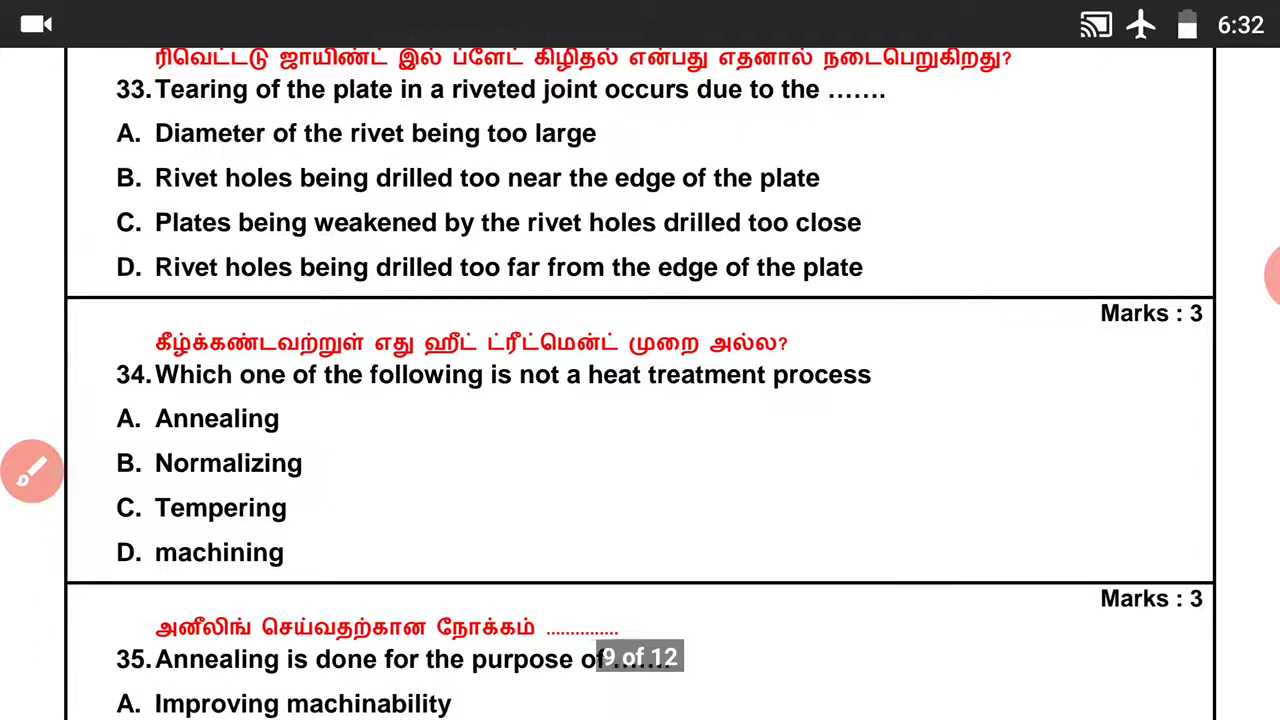 6:32
ரிவெட்டடு ஜாயிண்ட் இல் ப்ளேட் கிழிதல் என்பது எதனால் நடைபெறுகிறது?
33. Tearing of the plate in a riveted joint occurs due to the …….
A. Diameter of the rivet being too large
B. Rivet holes being drilled too near the edge of the plate
C. Plates being weakened by the rivet holes drilled too close
D. Rivet holes being drilled too far from the edge of the plate
Marks : 3
கீழ்க்கண்டவற்றுள் எது ஹீட் ட்ரீட்மென்ட் முறை அல்ல?
34. Which one of the following is not a heat treatment process
A. Annealing
B. Normalizing
C. Tempering
D. machining
Marks : 3
அனீலிங் செய்வதற்கான நோக்கம் ...............
35. Annealing is done for the purpose of …….
9 of 12
A. Improving machinability